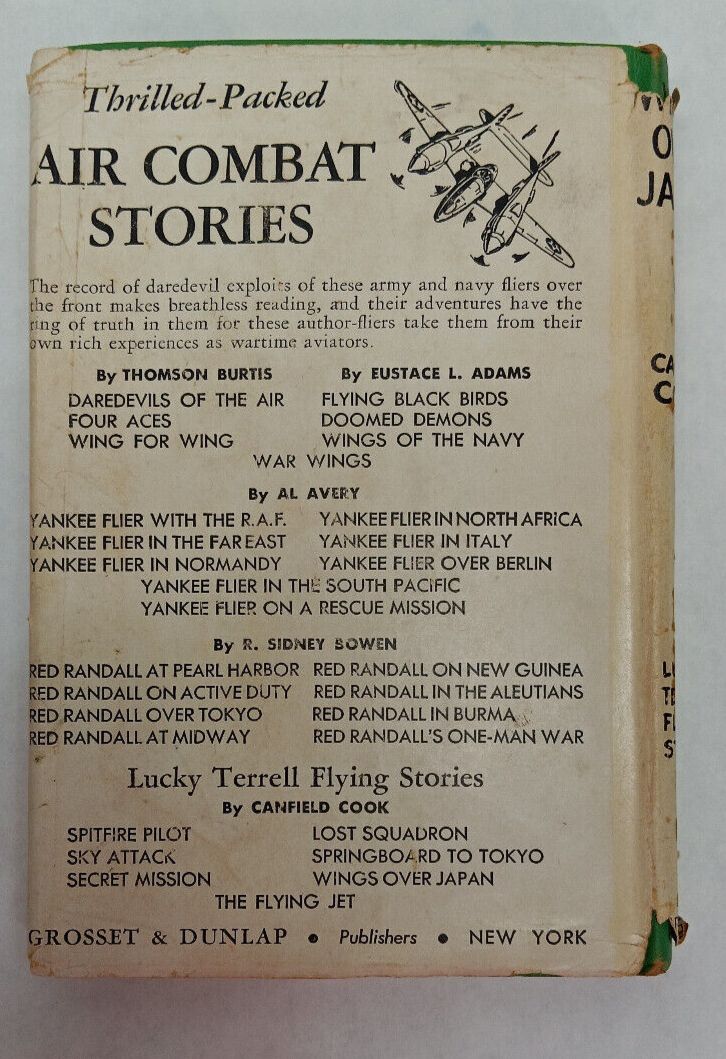 Thrilled-Packed
AIR COMBAT
STORIES
The record of daredevil exploits of these army and navy fliers over
the front makes breathless reading, and their adventures have the
ring of truth in them for these author-fliers take them from their
own rich experiences as wartime aviators.
By THOMSON BURTIS By EUSTACE L. ADAMS
DAREDEVILS OF THE AIR FLYING BLACK BIRDS
FOUR ACES DOOMED DEMONS
WING FOR WING WINGS OF THE NAVY
WAR WINGS
By AL AVERY
YANKEE FLIER WITH THE R.A.F. YANKEE FLIER IN NORTH AFRICA
YANKEE FLIER IN THE FAR EAST YANKEE FLIER IN ITALY
YANKEE FLIER IN NORMANDY YANKEE FLIER OVER BERLIN
YANKEE FLIER IN THE SOUTH PACIFIC
YANKEE FLIER ON A RESCUE MISSION
By R. SIDNEY BOWEN
RED RANDALL AT PEARL HARBOR RED RANDALL ON NEW GUINEA
RED RANDALL ON ACTIVE DUTY RED RANDALL IN THE ALEUTIANS
RED RANDALL OVER TOKYO RED RANDALL IN BURMA
RED RANDALL AT MIDWAY RED RANDALL'S ONE-MAN WAR
Lucky Terrell Flying Stories
By CANFIELD COOK
SPITFIRE PILOT LOST SQUADRON
SKY ATTACK SPRINGBOARD TO TOKYO
SECRET MISSION WINGS OVER JAPAN
THE FLYING JET
GROSSET & DUNLAP • Publishers • NEW YORK